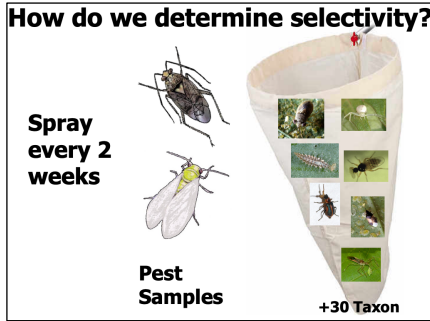 How do we determine selectivity?
Spray
every 2
weeks
Pest
Samples
+30 Taxon